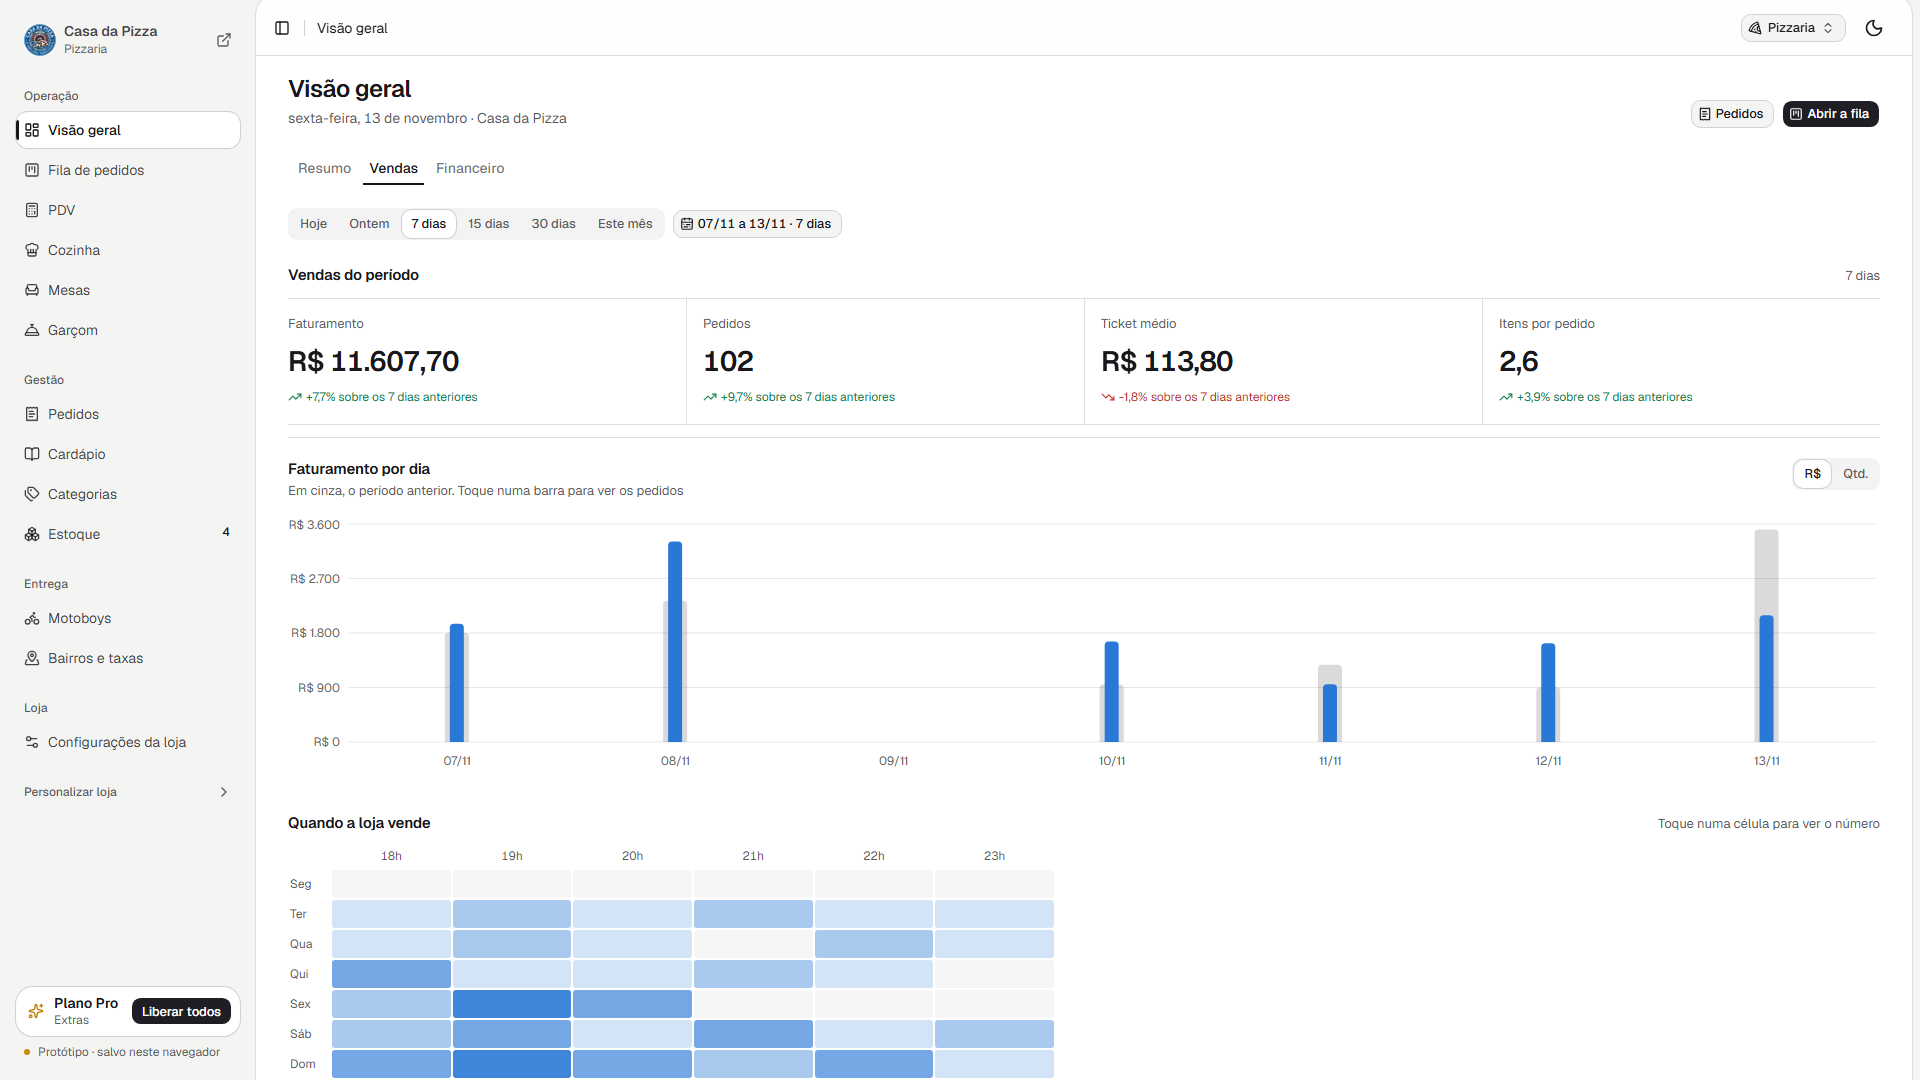 Casa da Pizza
Pizzaria
Operação
Visão geral
Fila de pedidos
PDV
Cozinha
Mesas
Garçom
Gestão
Pedidos
Cardápio
Categorias
Estoque
4
Entrega
Motoboys
Bairros e taxas
Loja
Configurações da loja
Personalizar loja
Plano Pro
Extras
Liberar todos
Protótipo · salvo neste navegador
Visão geral
Pizzaria
Visão geral
sexta-feira, 13 de novembro · Casa da Pizza
Pedidos
Abrir a fila
Resumo Vendas Financeiro
Hoje Ontem 7 dias 15 dias 30 dias Este mês 07/11 a 13/11 · 7 dias
Vendas do período
7 dias
Faturamento
R$ 11.607,70
+7,7% sobre os 7 dias anteriores
Pedidos
102
+9,7% sobre os 7 dias anteriores
Ticket médio
R$ 113,80
-1,8% sobre os 7 dias anteriores
Itens por pedido
2,6
+3,9% sobre os 7 dias anteriores
Faturamento por dia
Em cinza, o período anterior. Toque numa barra para ver os pedidos
R$ Qtd.
R$ 3.600
R$ 2.700
R$ 1.800
R$ 900
R$ 0
07/11 08/11 09/11 10/11 11/11 12/11 13/11
Quando a loja vende
Toque numa célula para ver o número
18h 19h 20h 21h 22h 23h
Seg
Ter
Qua
Qui
Sex
Sáb
Dom